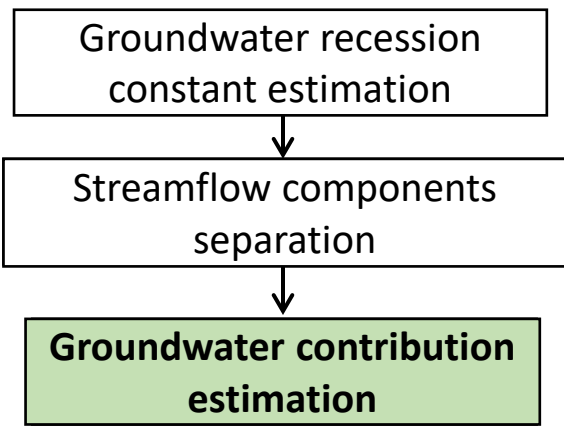 Groundwater recession
constant estimation
Streamflow components
separation
Groundwater contribution
estimation